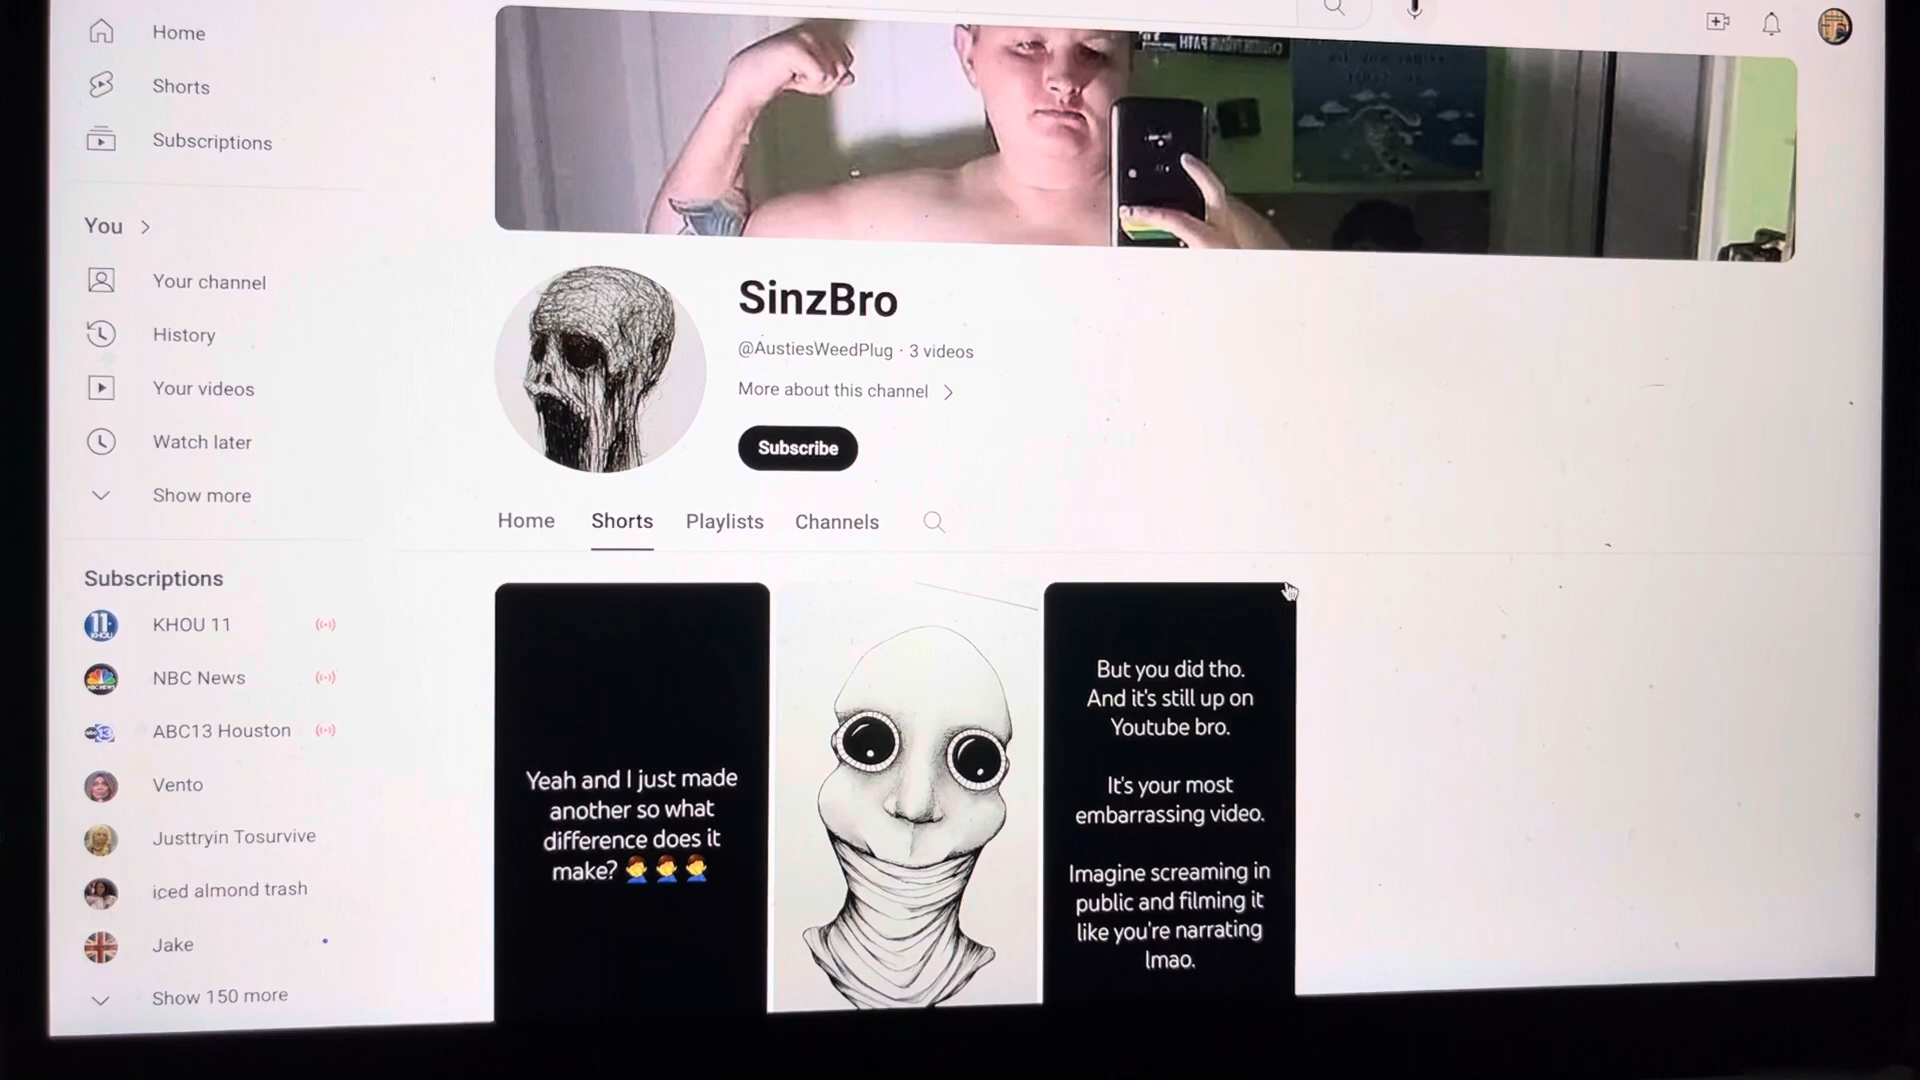 Home
Shorts
Subscriptions
You
Your channel
History
Your videos
Watch later
Show more
Subscriptions
KHOU 11
NBC News
ABC13 Houston
Vento
Justtryin Tosurvive
iced almond trash
Jake
Show 150 more
SinzBro
@AustiesWeedPlug · 3 videos
More about this channel
Subscribe
Home Shorts Playlists Channels
Yeah and I just made
another so what
difference does it
make? 🤦‍♂️🤦‍♂️🤦‍♂️
But you did tho.
And it's still up on
Youtube bro.
It's your most
embarrassing video.
Imagine screaming in
public and filming it
like you're narrating
lmao.